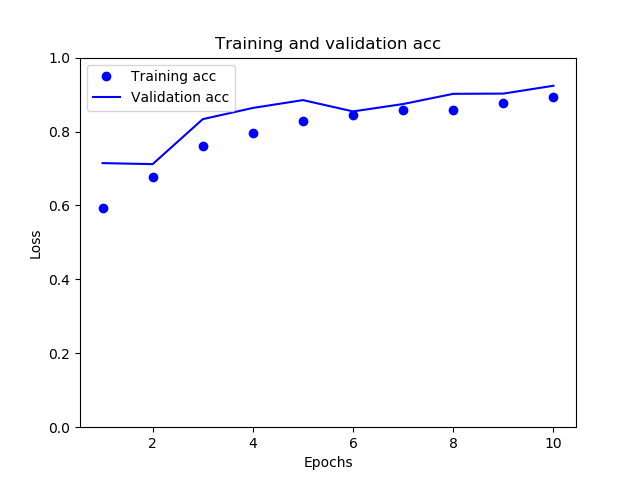 Training and validation acc
1.0
0.8
0.6
0.4
0.2
0.0
Training acc
Validation acc
Loss
2
4
6
8
10
Epochs